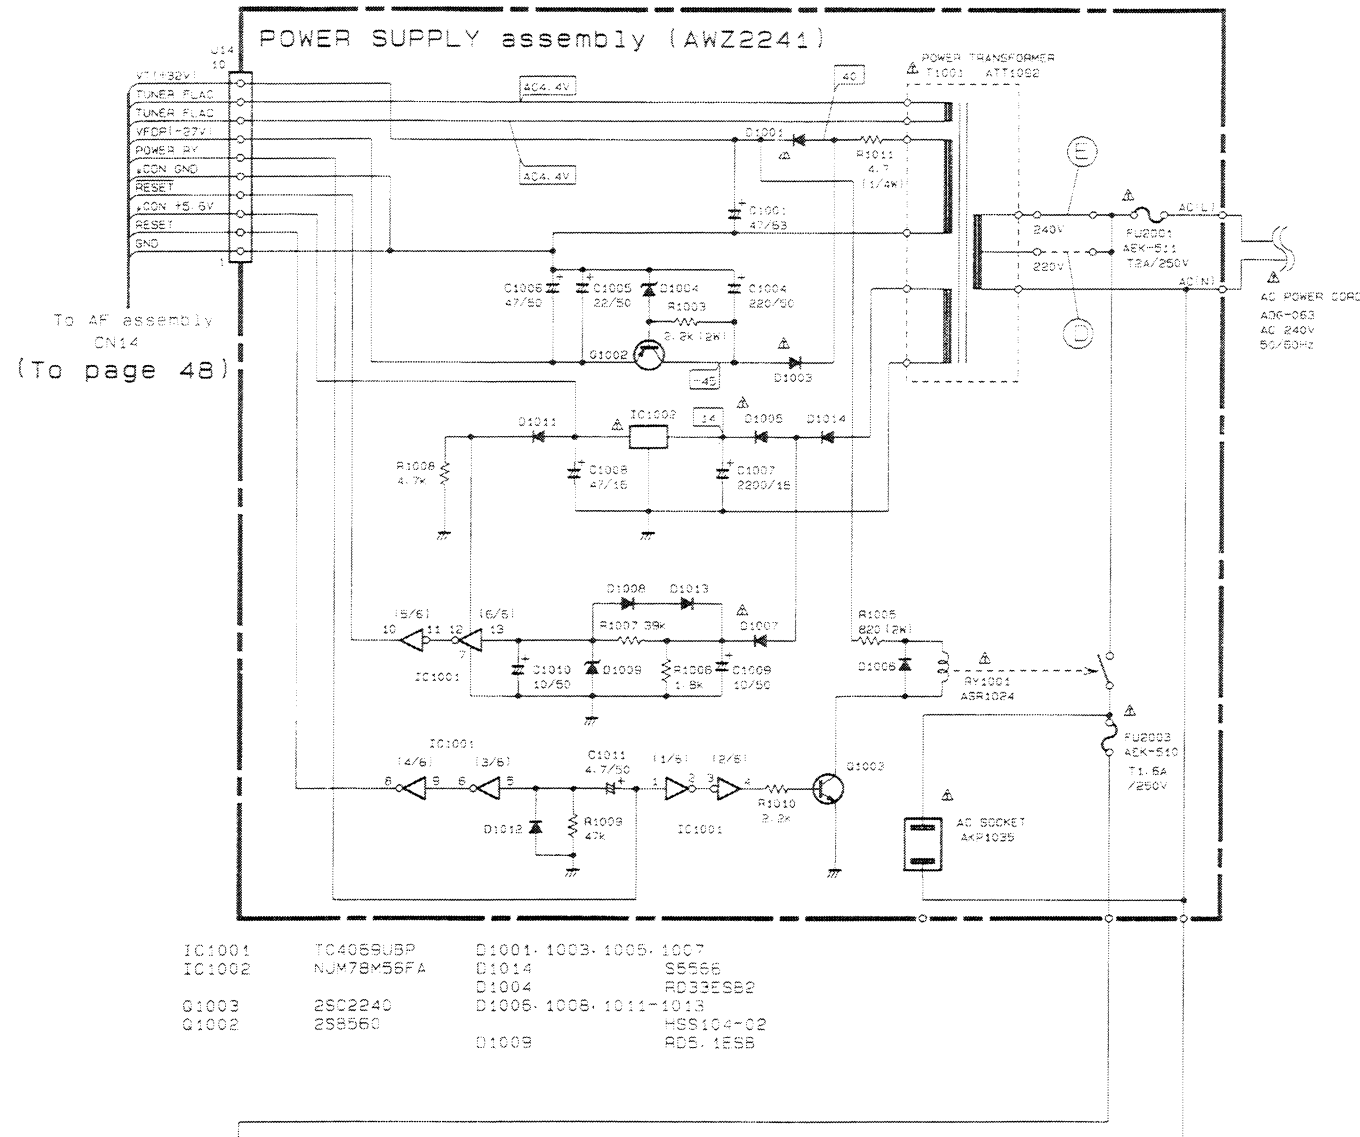 POWER SUPPLY assembly (AWZ2241)
J14
10
VT(+32V)
TUNER FLAC
TUNER FLAC
VFDP(-27V)
POWER RY
μCON GND
RESET
μCON +5.6V
RESET
GND
1
To AF assembly
CN14
(To page 48)
AC4.4V
AC4.4V
40
POWER TRANSFORMER
T1001 ATT1062
D1001
R1011
4.7
(1/4W)
C1001
47/63
E
240V
220V
D
FU2001
AEK-511
T2A/250V
AC(L)
AC(N)
AC POWER CORD
ADG-063
AC 240V
50/60Hz
C1006
47/50
C1005
22/50
D1004
R1003
2.2K(2W)
C1004
220/50
Q1002
-45
D1003
D1011
IC1002
14
D1005
D1014
R1008
4.7K
C1008
47/16
C1007
2200/16
D1008
D1013
(5/6)
(6/6)
10
11
12
13
7
R1007 39K
D1007
IC1001
C1010
10/50
D1009
R1006
1.8K
C1009
10/50
R1005
820(2W)
D1006
RY1001
ASR1024
FU2003
AEK-510
T1.6A
/250V
IC1001
(4/6)
(3/6)
8
9
6
5
C1011
4.7/50
(1/6)
(2/6)
1
2
3
4
IC1001
R1010
2.2K
Q1003
D1012
R1009
47K
AC SOCKET
AKP1035
IC1001 TC4069UBP D1001, 1003, 1005, 1007
IC1002 NJM78M56FA D1014 S5566
D1004 RD33ESB2
Q1003 2SC2240 D1006, 1008, 1011-1013
Q1002 2SB560 HSS104-02
D1009 RD5.1ESB